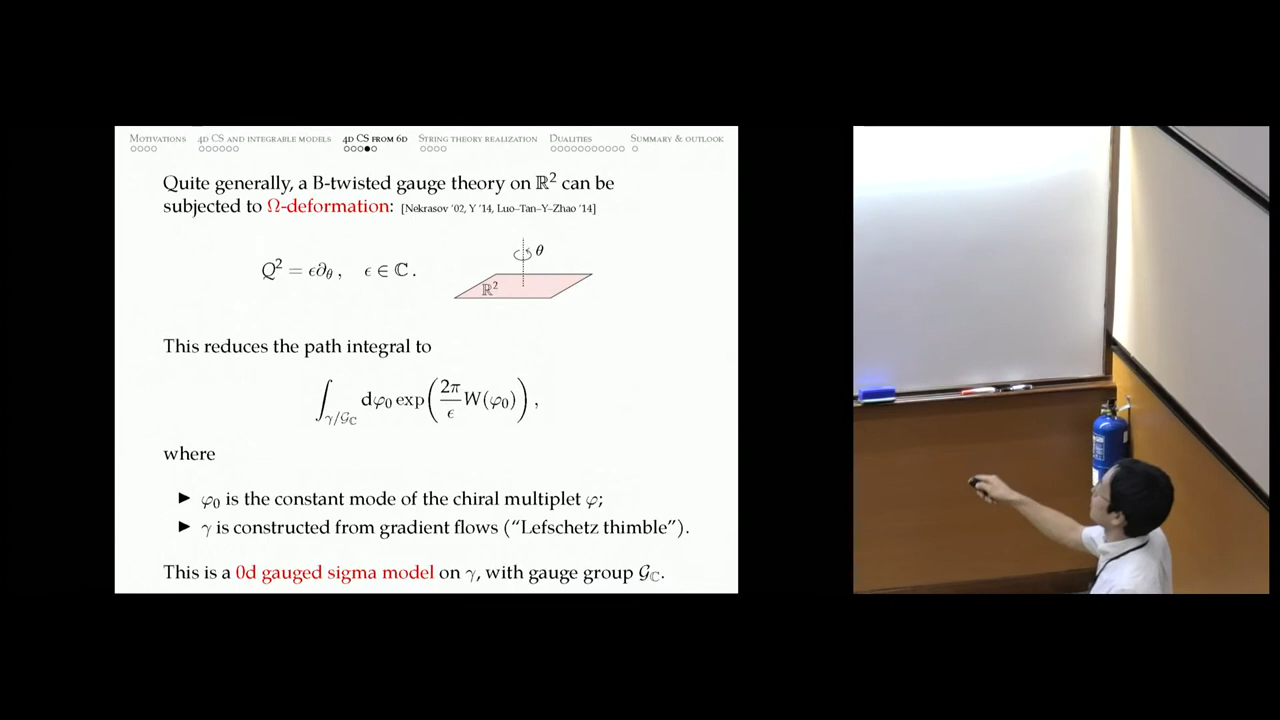 MOTIVATIONS 4D CS AND INTEGRABLE MODELS 4D CS FROM 6D STRING THEORY REALIZATION DUALITIES SUMMARY & OUTLOOK
Quite generally, a B-twisted gauge theory on ℝ² can be
subjected to Ω-deformation: [Nekrasov '02, Y '14, Luo–Tan–Y–Zhao '14]
Q² = ϵ∂_θ , ϵ ∈ ℂ .
θ
ℝ²
This reduces the path integral to
∫_{γ/𝒢_ℂ} dφ₀ exp(2π/ϵ W(φ₀)) ,
where
▶ φ₀ is the constant mode of the chiral multiplet φ;
▶ γ is constructed from gradient flows (“Lefschetz thimble”).
This is a 0d gauged sigma model on γ, with gauge group 𝒢_ℂ.